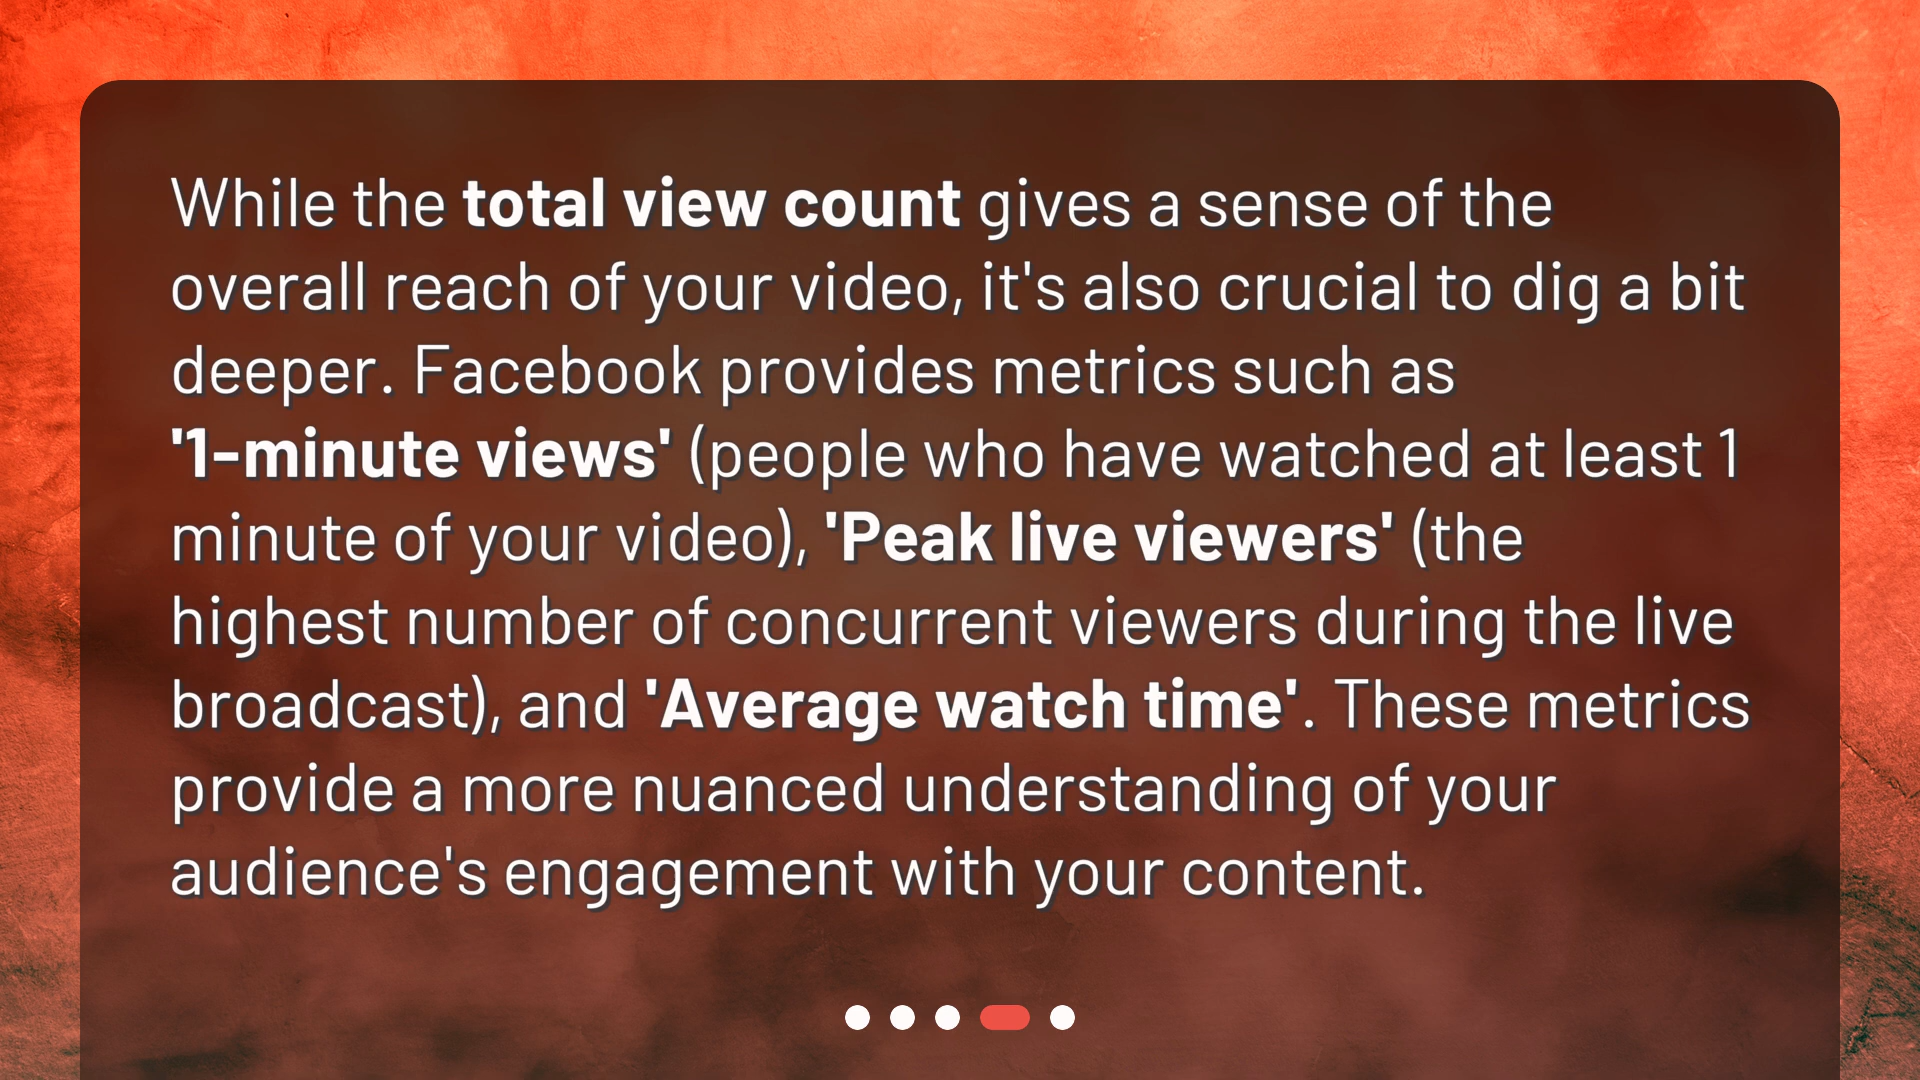 While the total view count gives a sense of the
overall reach of your video, it's also crucial to dig a bit
deeper. Facebook provides metrics such as
'1-minute views' (people who have watched at least 1
minute of your video), 'Peak live viewers' (the
highest number of concurrent viewers during the live
broadcast), and 'Average watch time'. These metrics
provide a more nuanced understanding of your
audience's engagement with your content.